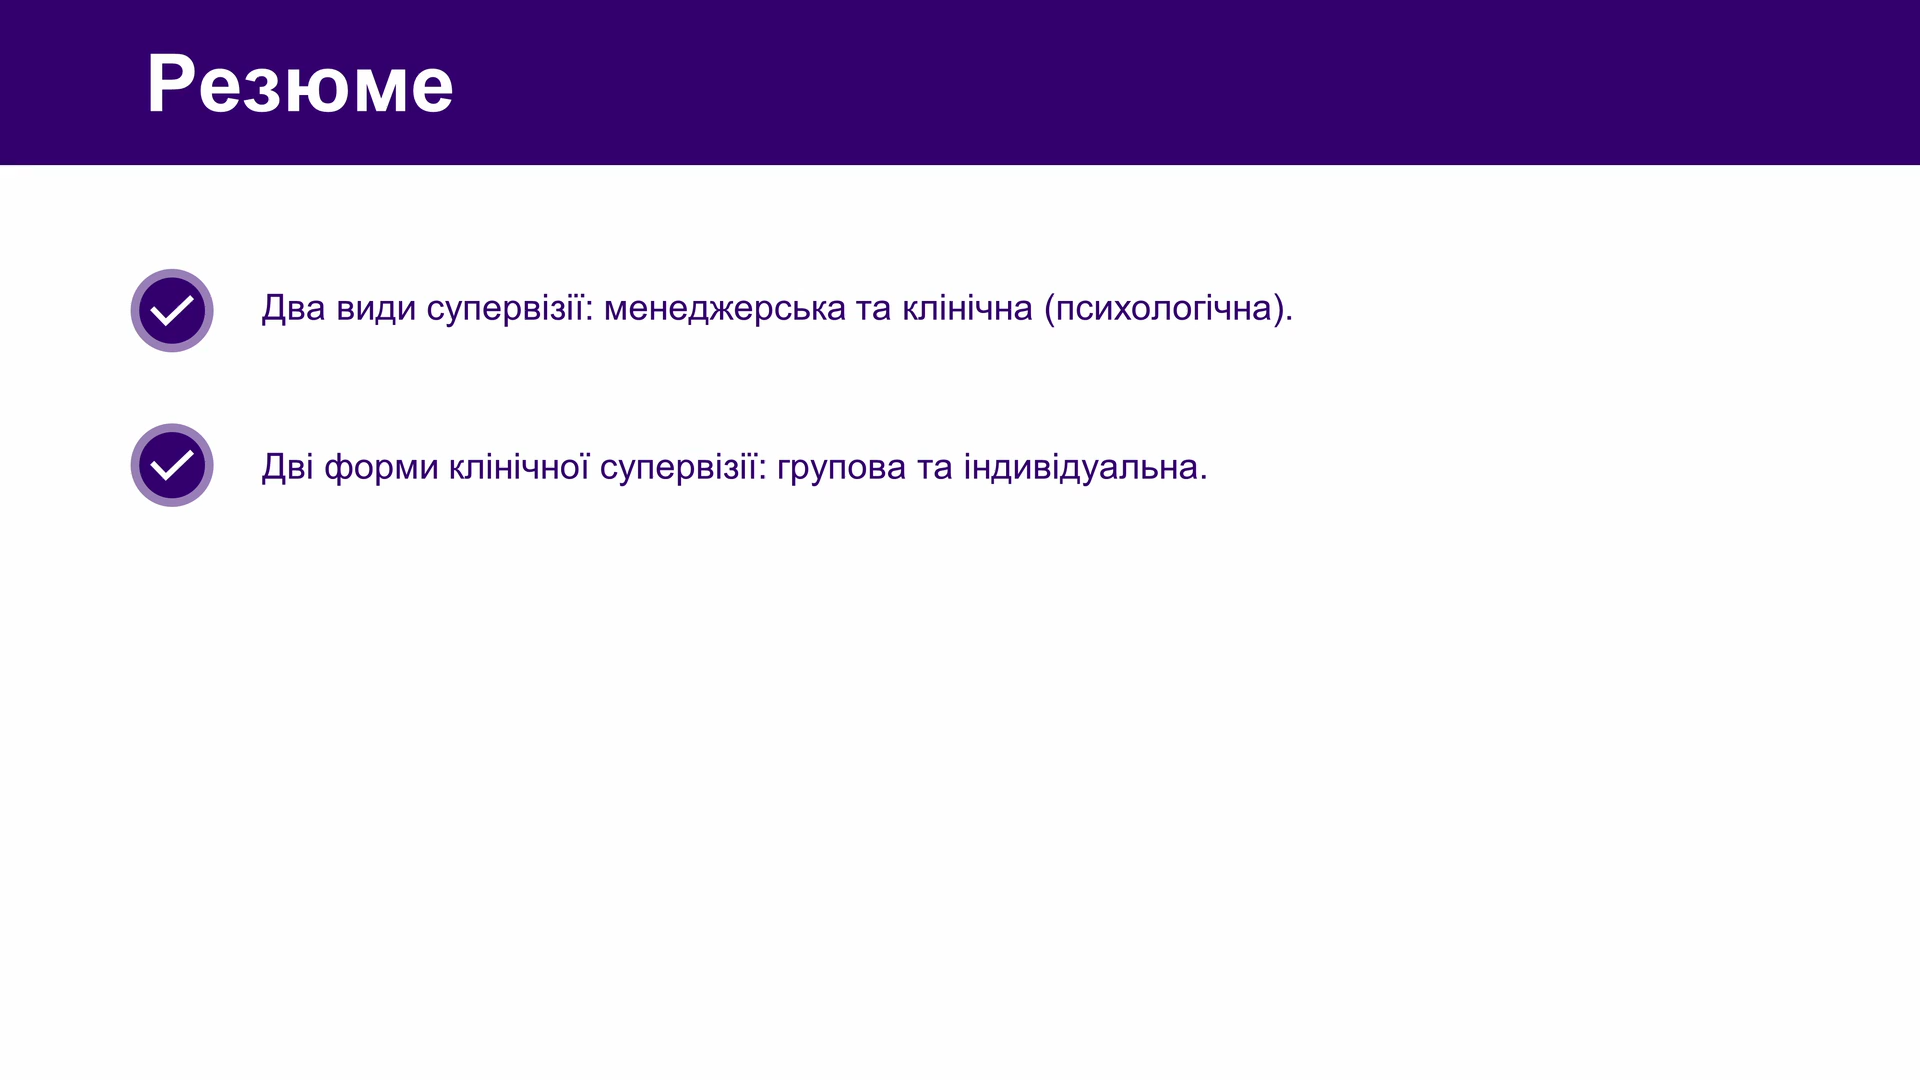 Резюме
Два види супервізії: менеджерська та клінічна (психологічна).
Дві форми клінічної супервізії: групова та індивідуальна.